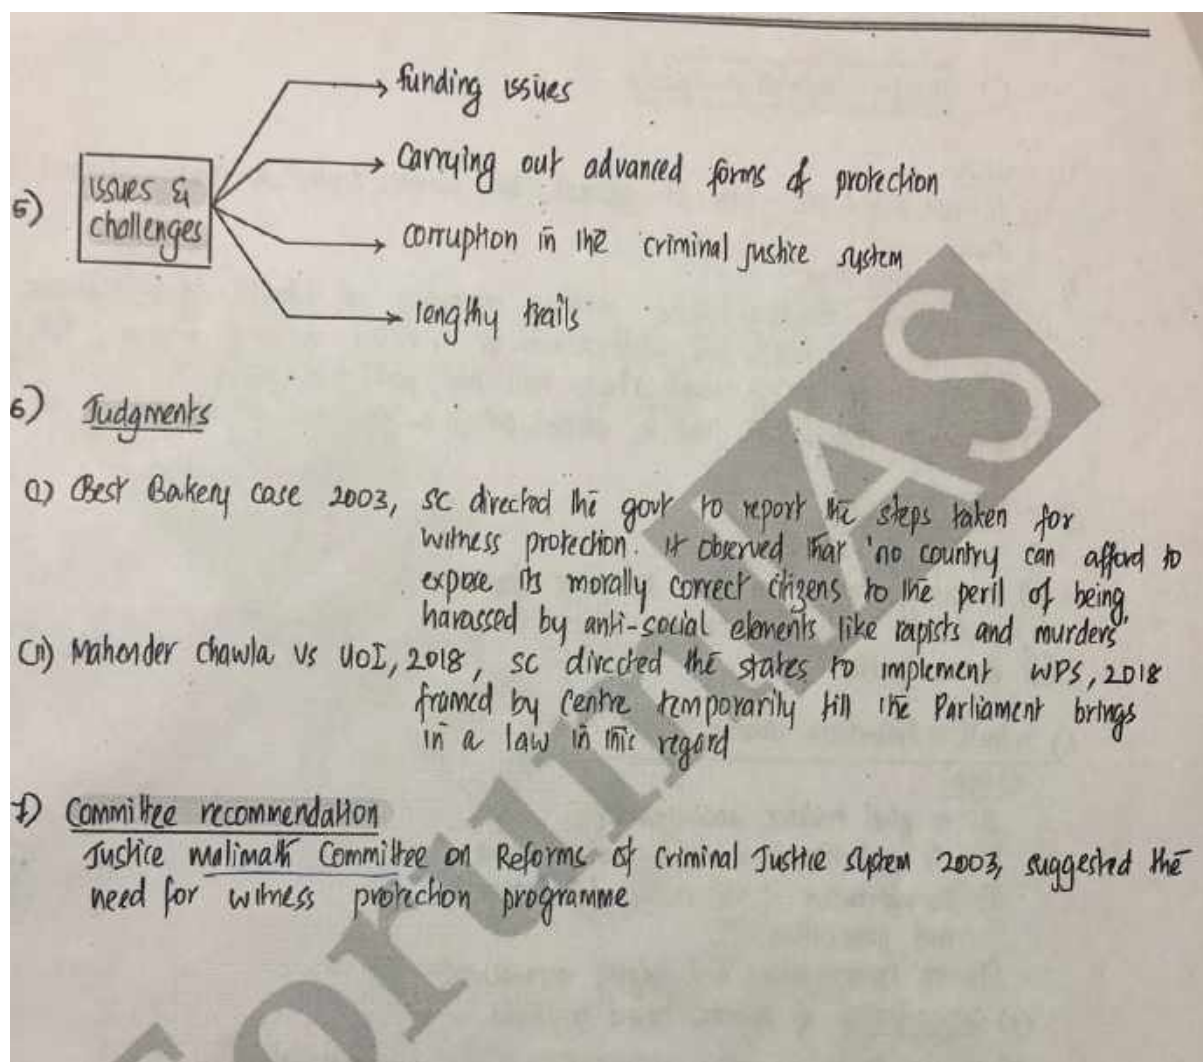 funding issues
5) issues & challenges
carrying out advanced forms of protection
corruption in the criminal justice system
lengthy trails
6) Judgments
(i) Best Bakery case 2003, SC directed the govt to report the steps taken for
witness protection. It observed that 'no country can afford to
expose its morally correct citizens to the peril of being
harassed by anti-social elements like rapists and murders'
(ii) Mahender chawla vs UOI, 2018, SC directed the states to implement WPS, 2018
framed by centre temporarily till the Parliament brings
in a law in this regard
7) Committee recommendation
Justice malimath Committee on Reforms of Criminal Justice System 2003, suggested the
need for witness protection programme
ForumIAS